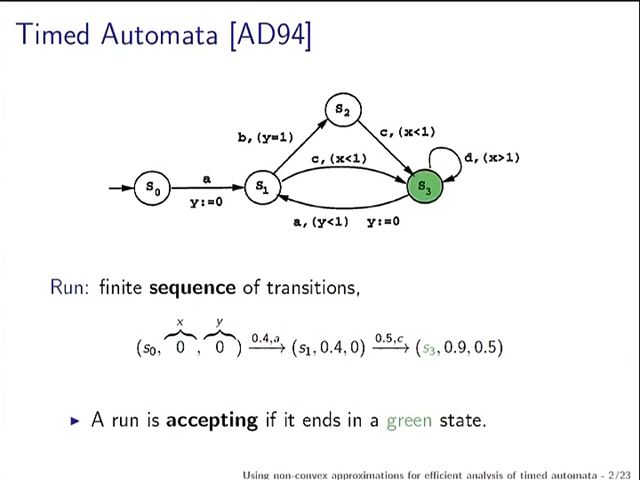 Timed Automata [AD94]
S2
b,(y=1)
c,(x<1)
c,(x<1)
d,(x>1)
S0
a
y:=0
S1
S3
a,(y<1) y:=0
Run: finite sequence of transitions,
x y
(s0, 0 , 0 ) 0.4,a → (s1, 0.4, 0) 0.5,c → (s3, 0.9, 0.5)
▶ A run is accepting if it ends in a green state.
Using non-convex approximations for efficient analysis of timed automata - 2/23